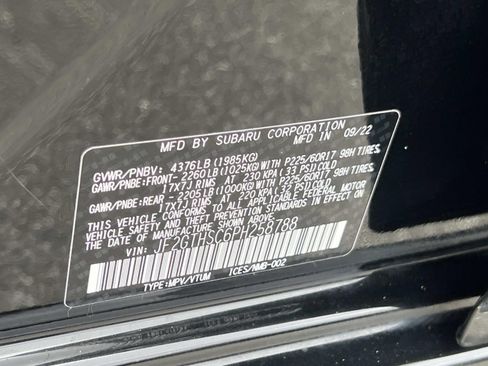 MFD BY SUBARU CORPORATION
MFD IN 09/22
GVWR/PNBV: 4376LB(1985KG)
GAWR/PNBE:FRONT-2260LB(1025KG)WITH P225/60R17 98H TIRES
17X7J RIMS AT 230 KPA (33 PSI)COLD
GAWR/PNBE:REAR -2205LB(1000KG)WITH P225/60R17 98H TIRES
17X7J RIMS AT 220 KPA (32 PSI)COLD
THIS VEHICLE CONFORMS TO ALL APPLICABLE FEDERAL MOTOR
VEHICLE SAFETY, BUMPER, AND THEFT PREVENTION STANDARDS IN EFFECT
ON THE DATE OF MANUFACTURE SHOWN ABOVE.
VIN: JF2GTHSC6PH258788
TYPE:MPV/VTUM ICES/NMB-002